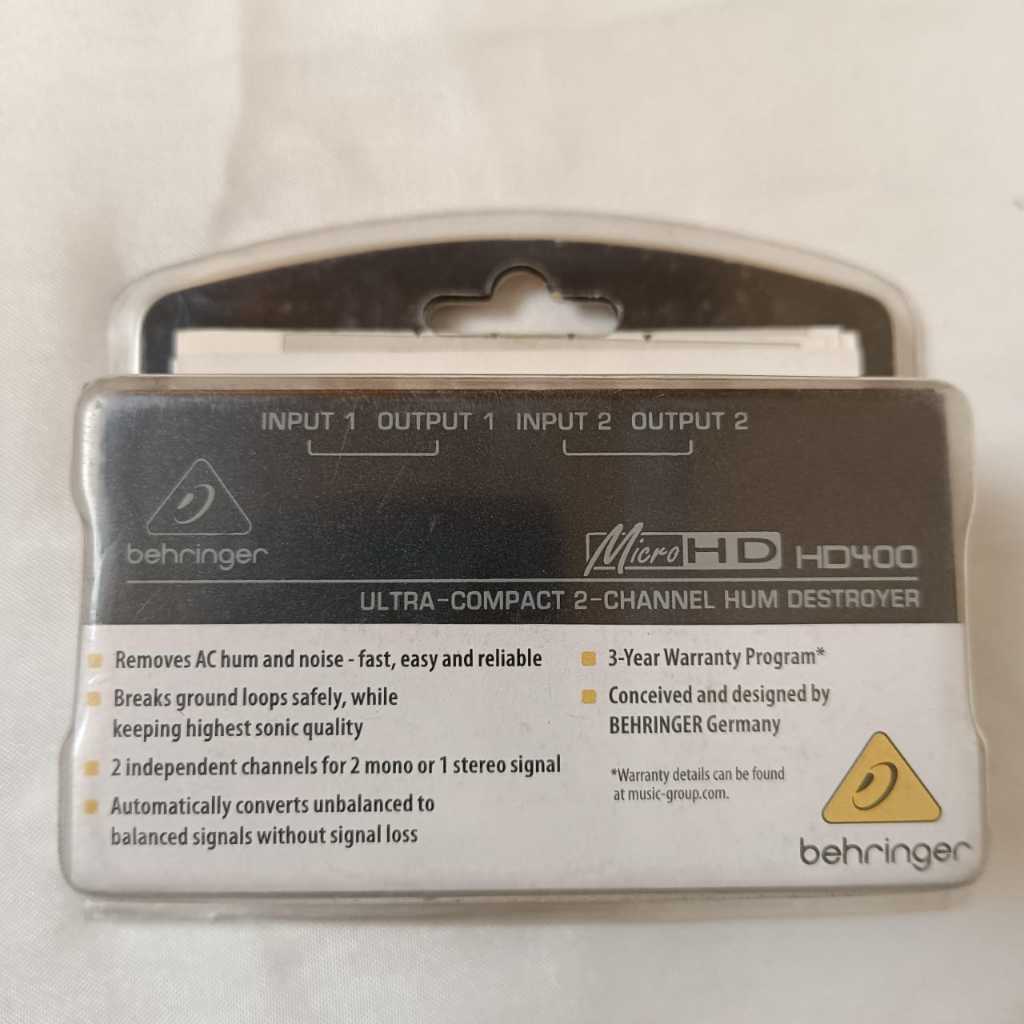 INPUT 1 OUTPUT 1 INPUT 2 OUTPUT 2
behringer
Micro HD HD400
ULTRA-COMPACT 2-CHANNEL HUM DESTROYER
Removes AC hum and noise - fast, easy and reliable
Breaks ground loops safely, while
keeping highest sonic quality
2 independent channels for 2 mono or 1 stereo signal
Automatically converts unbalanced to
balanced signals without signal loss
3-Year Warranty Program*
Conceived and designed by
BEHRINGER Germany
*Warranty details can be found
at music-group.com.
behringer